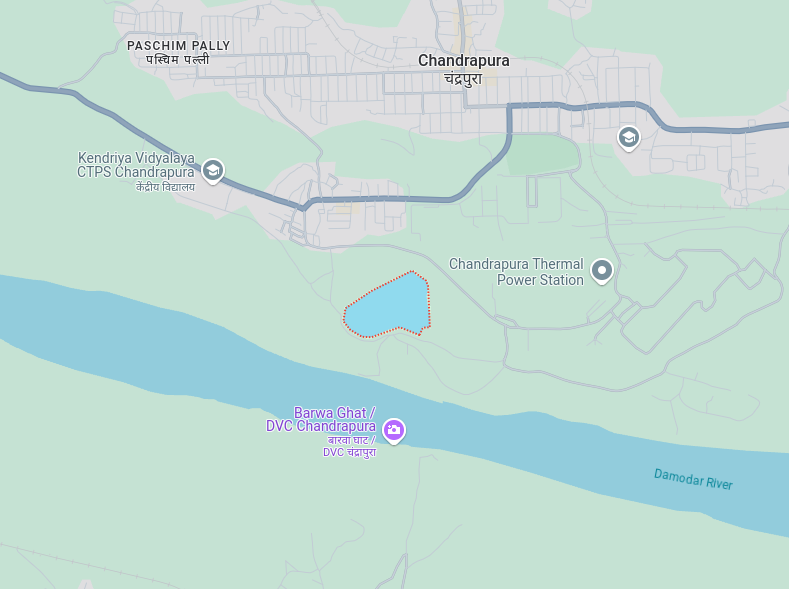 PASCHIM PALLY
पश्चिम पल्ली
Chandrapura
चंद्रपुरा
Kendriya Vidyalaya
CTPS Chandrapura
केंद्रीय विद्यालय
Chandrapura Thermal
Power Station
Barwa Ghat /
DVC Chandrapura
बारवा घाट /
DVC चंद्रापुरा
Damodar River